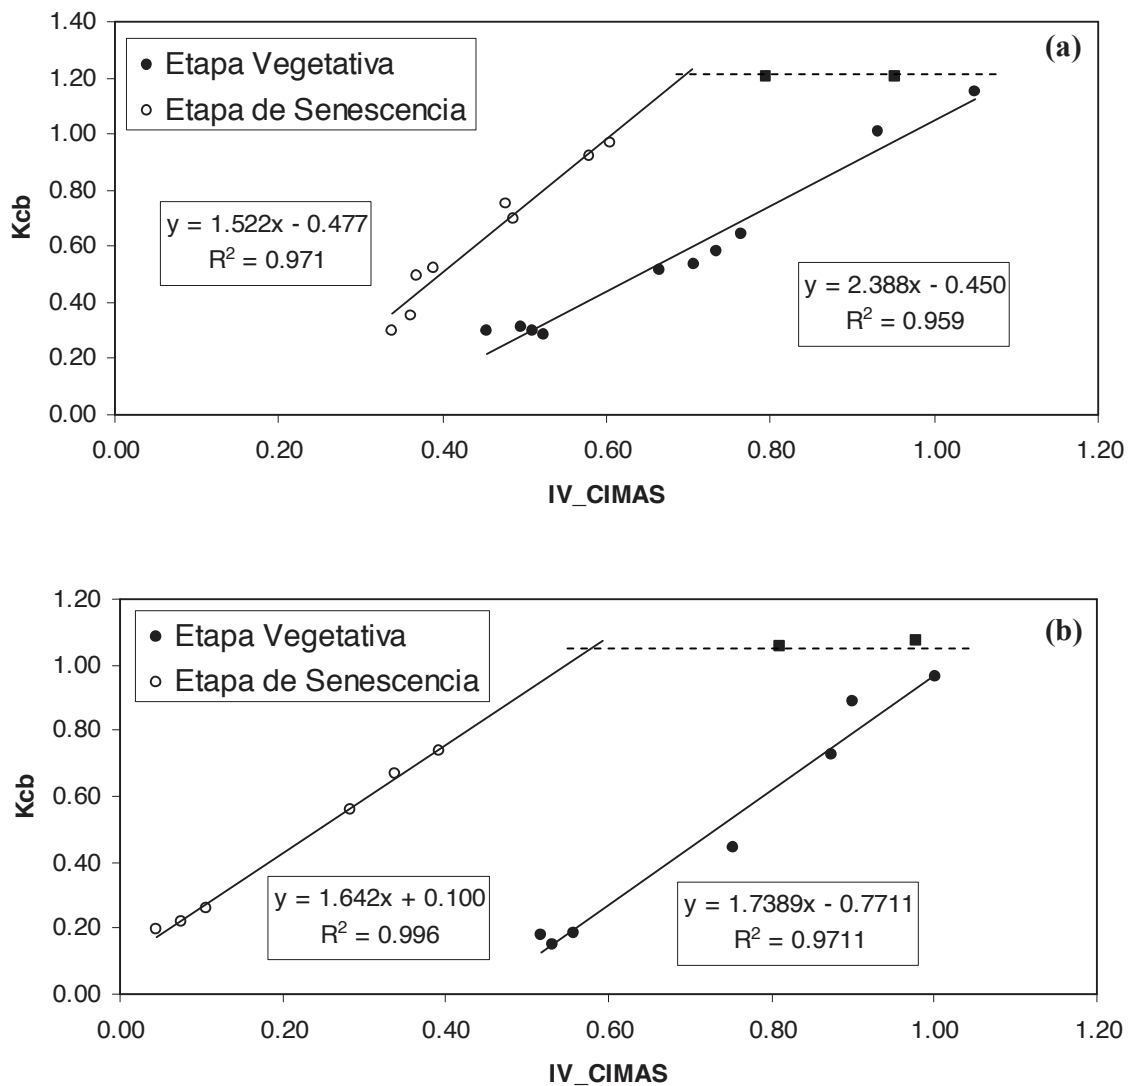 1.40
1.20
1.00
0.80
0.60
0.40
0.20
0.00
Kcb
Etapa Vegetativa
Etapa de Senescencia
(a)
y = 1.522x - 0.477
R² = 0.971
y = 2.388x - 0.450
R² = 0.959
0.00 0.20 0.40 0.60 0.80 1.00 1.20
IV_CIMAS
1.20
1.00
0.80
0.60
0.40
0.20
0.00
Kcb
Etapa Vegetativa
Etapa de Senescencia
(b)
y = 1.642x + 0.100
R² = 0.996
y = 1.7389x - 0.7711
R² = 0.9711
0.00 0.20 0.40 0.60 0.80 1.00 1.20
IV_CIMAS